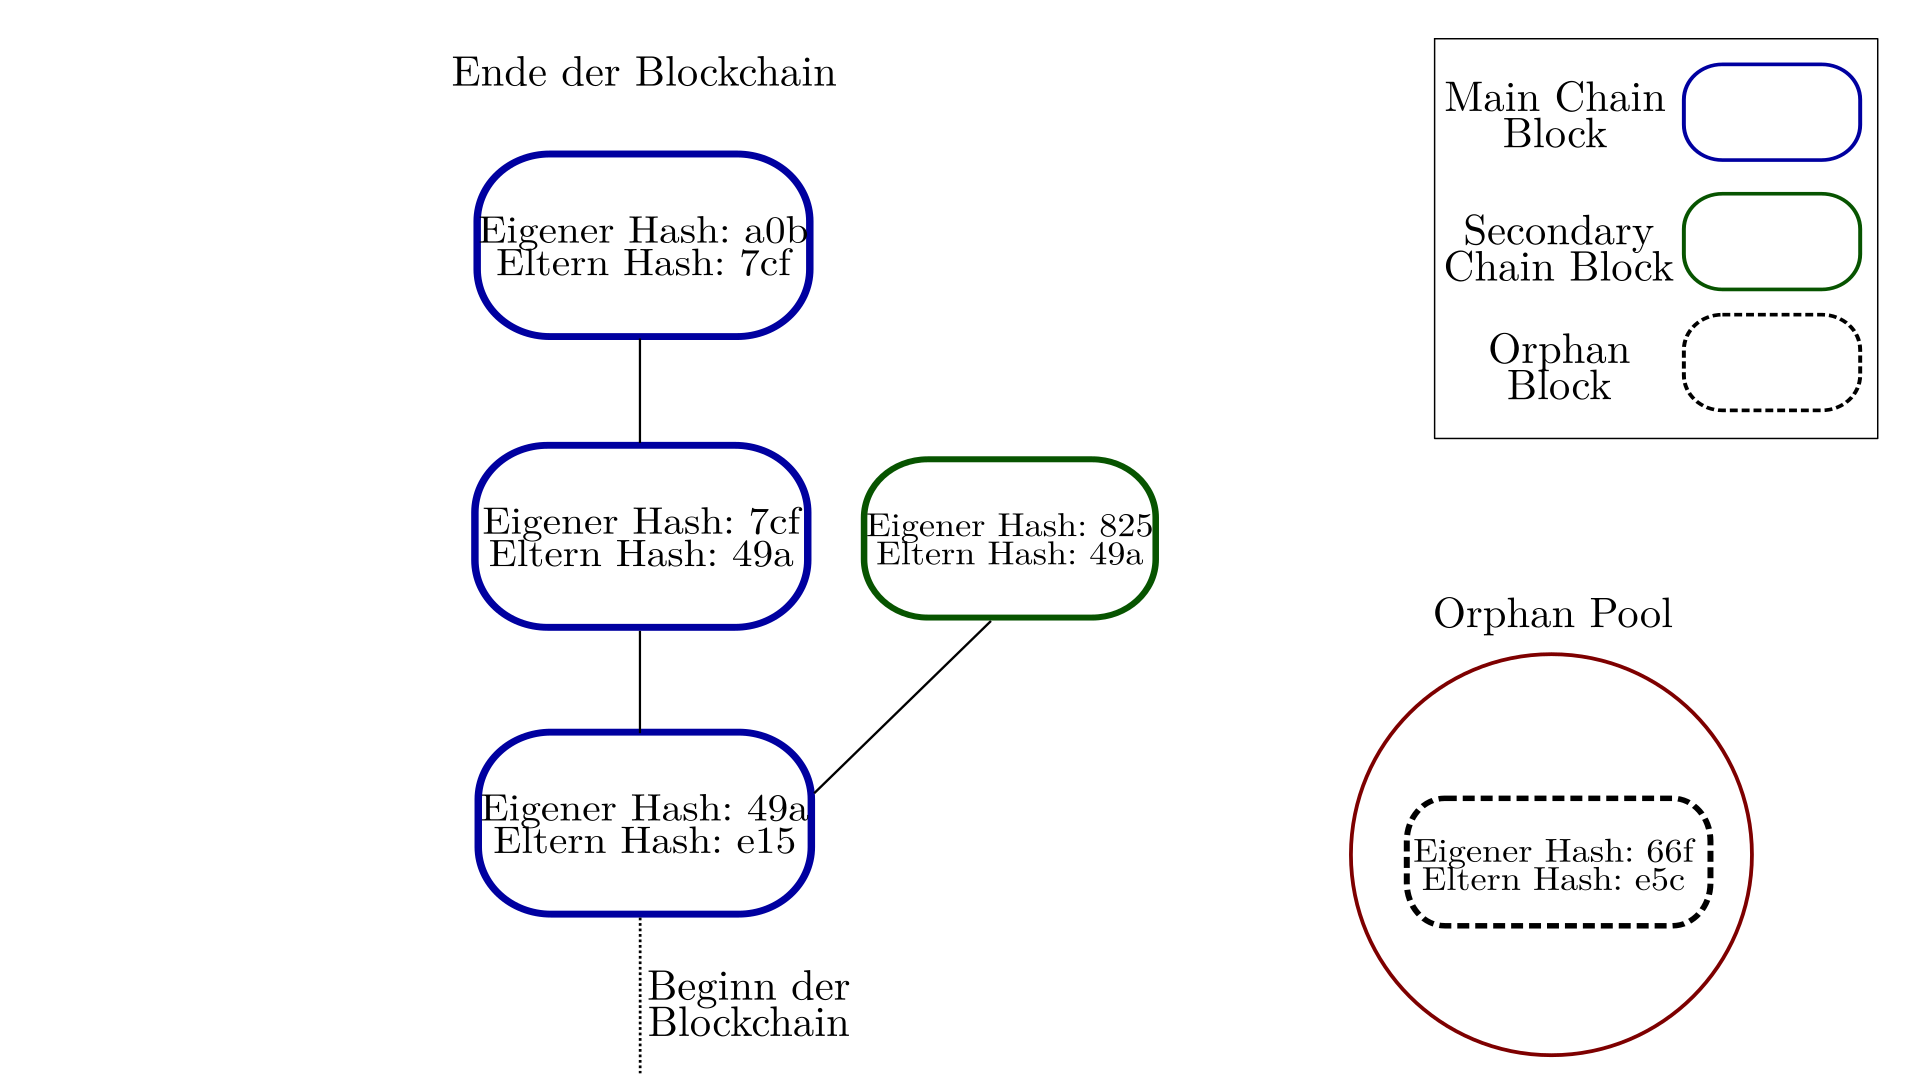 Ende der Blockchain
Eigener Hash: a0b
Eltern Hash: 7cf
Eigener Hash: 7cf
Eltern Hash: 49a
Eigener Hash: 825
Eltern Hash: 49a
Eigener Hash: 49a
Eltern Hash: e15
Beginn der
Blockchain
Main Chain
Block
Secondary
Chain Block
Orphan
Block
Orphan Pool
Eigener Hash: 66f
Eltern Hash: e5c